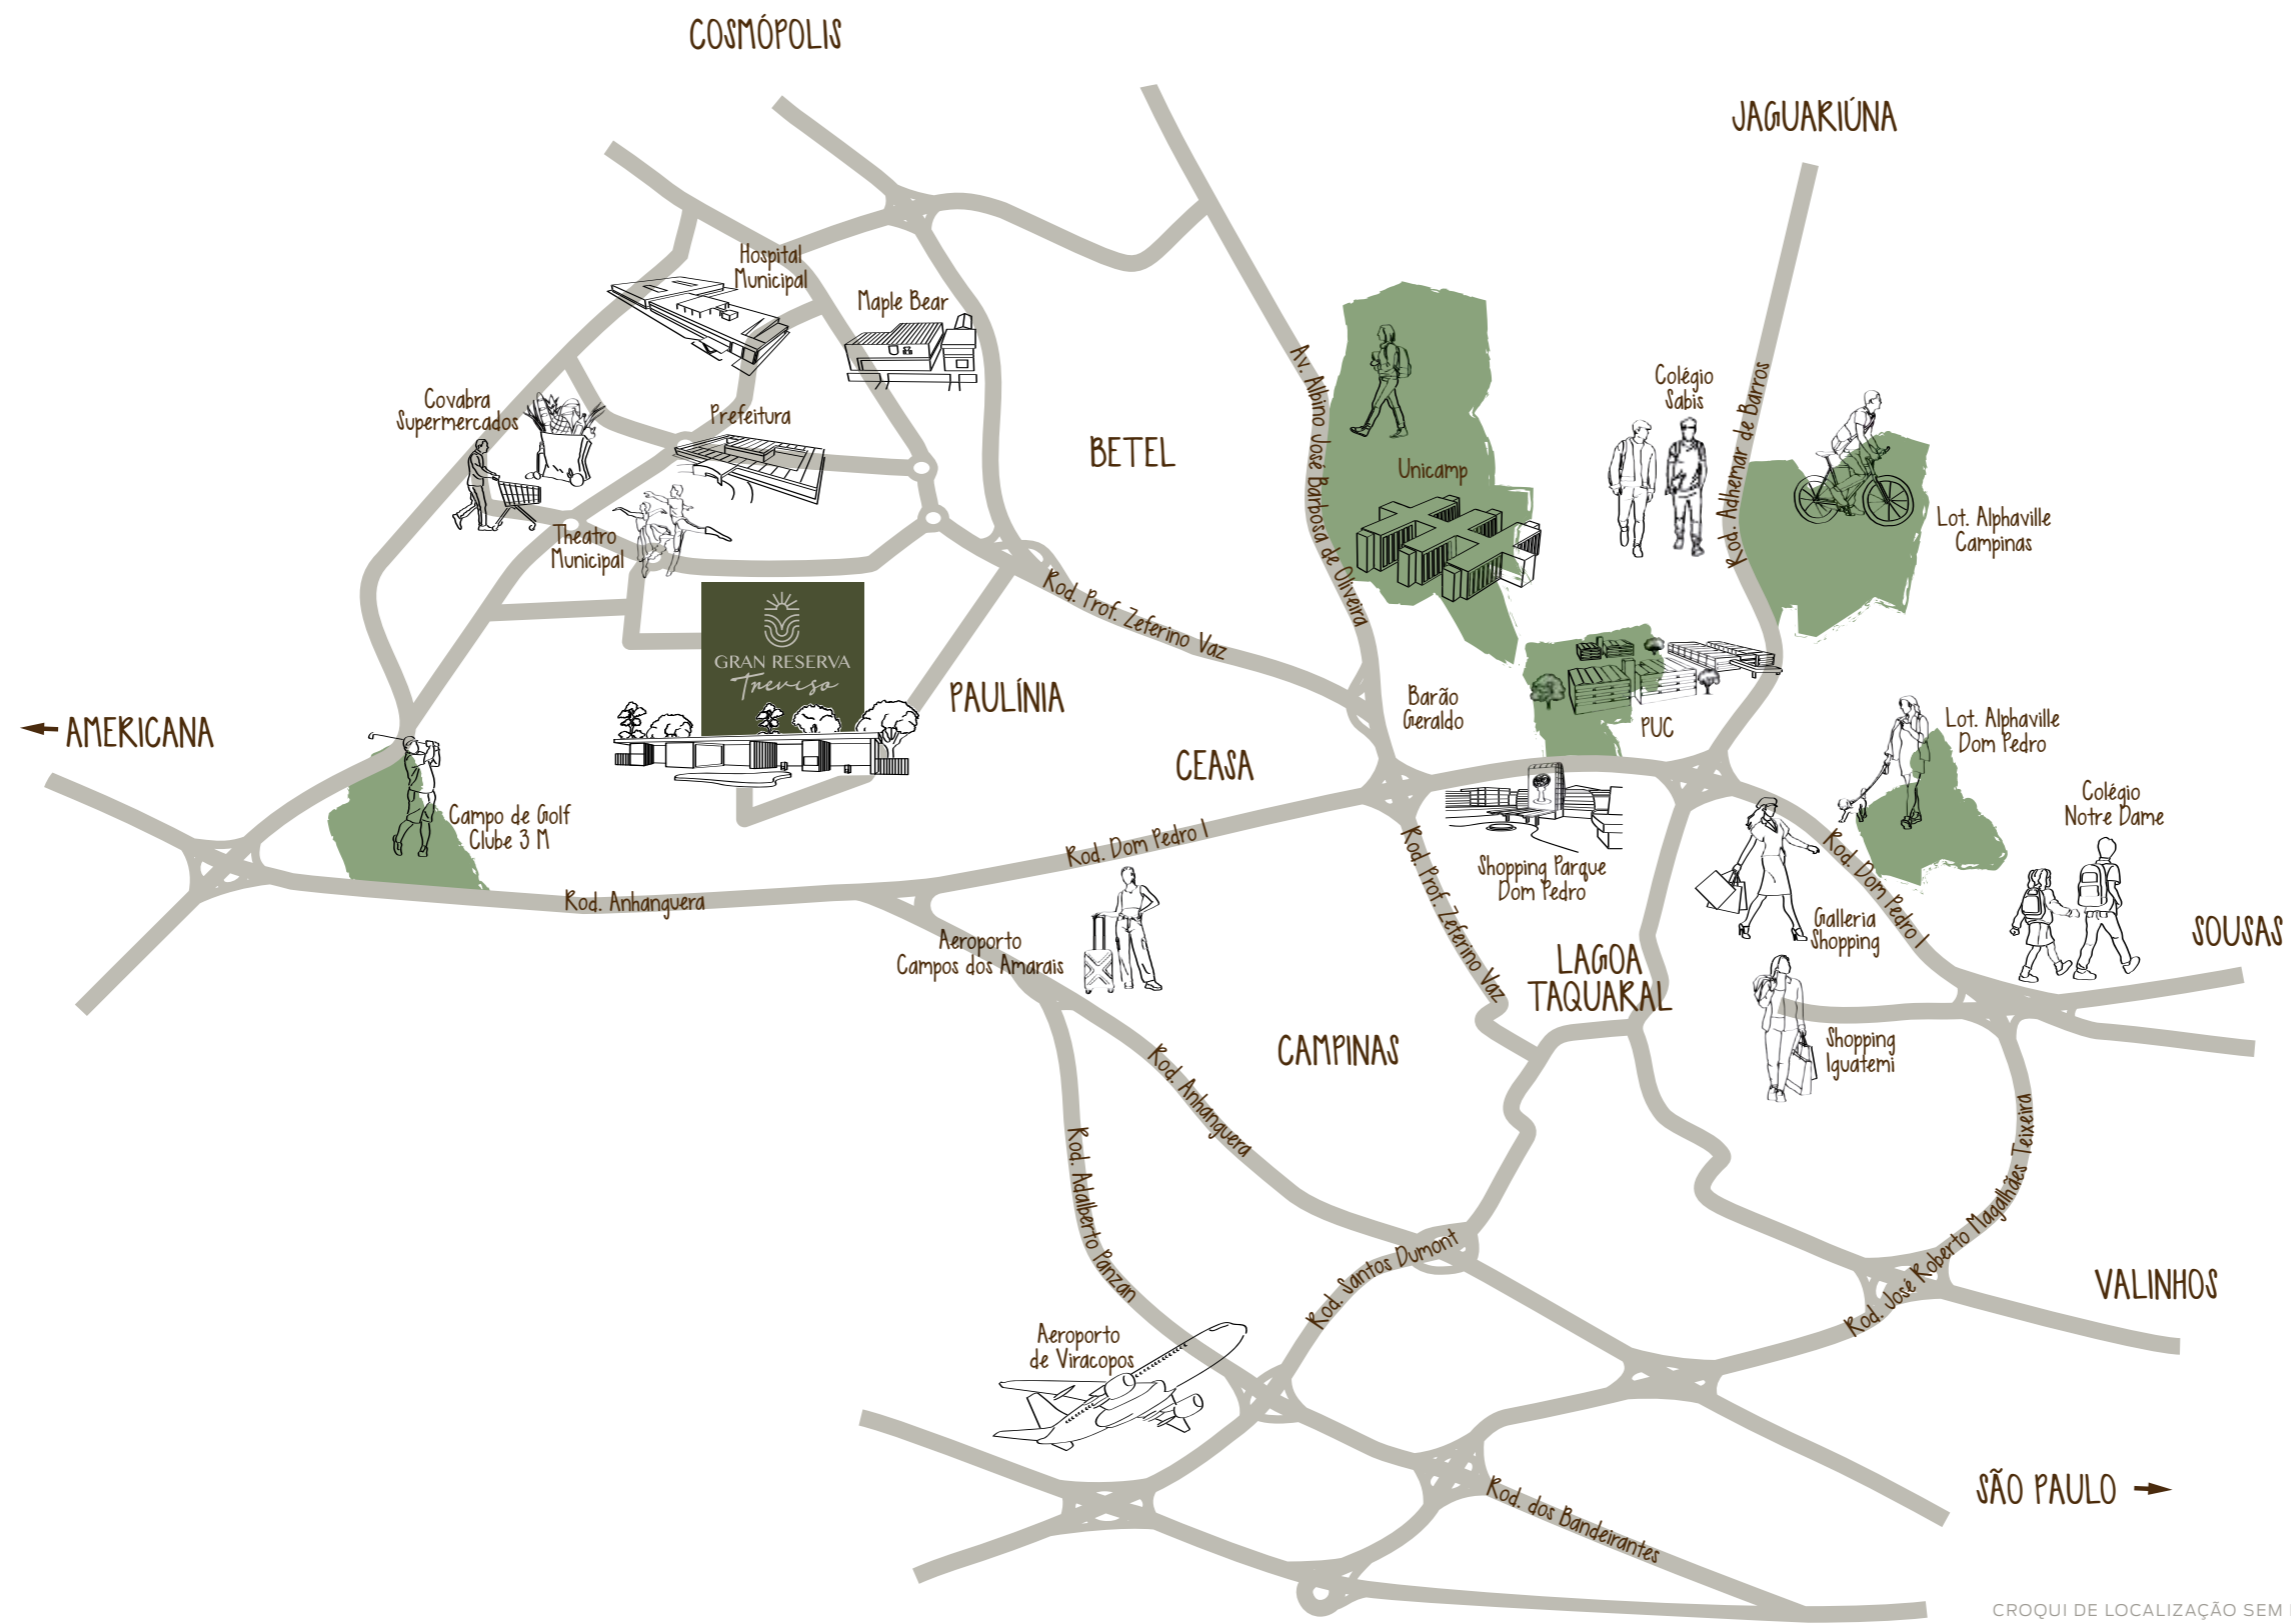 COSMÓPOLIS
JAGUARIÚNA
Hospital
Municipal
Maple Bear
Covabra
Supermercados
Prefeitura
BETEL
Av. Albino José Barbosa de Oliveira
Unicamp
Colégio
Sabis
Rod. Adhemar de Barros
Lot. Alphaville
Campinas
Theatro
Municipal
Rod. Prof. Zeferino Vaz
GRAN RESERVA
Treviso
PAULÍNIA
Barão
Geraldo
PUC
Lot. Alphaville
Dom Pedro
AMERICANA
CEASA
Colégio
Notre Dame
Campo de Golf
Clube 3 M
Rod. Dom Pedro I
Rod. Prof. Zeferino Vaz
Shopping Parque
Dom Pedro
Rod. Dom Pedro I
Rod. Anhanguera
Galleria
Shopping
SOUSAS
Aeroporto
Campos dos Amarais
LAGOA
TAQUARAL
CAMPINAS
Shopping
Iguatemi
Rod. Anhanguera
Rod. Adalberto Panzan
Rod. José Roberto Magalhães Teixeira
Rod. Santos Dumont
VALINHOS
Aeroporto
de Viracopos
SÃO PAULO
Rod. dos Bandeirantes
CROQUI DE LOCALIZAÇÃO SEM